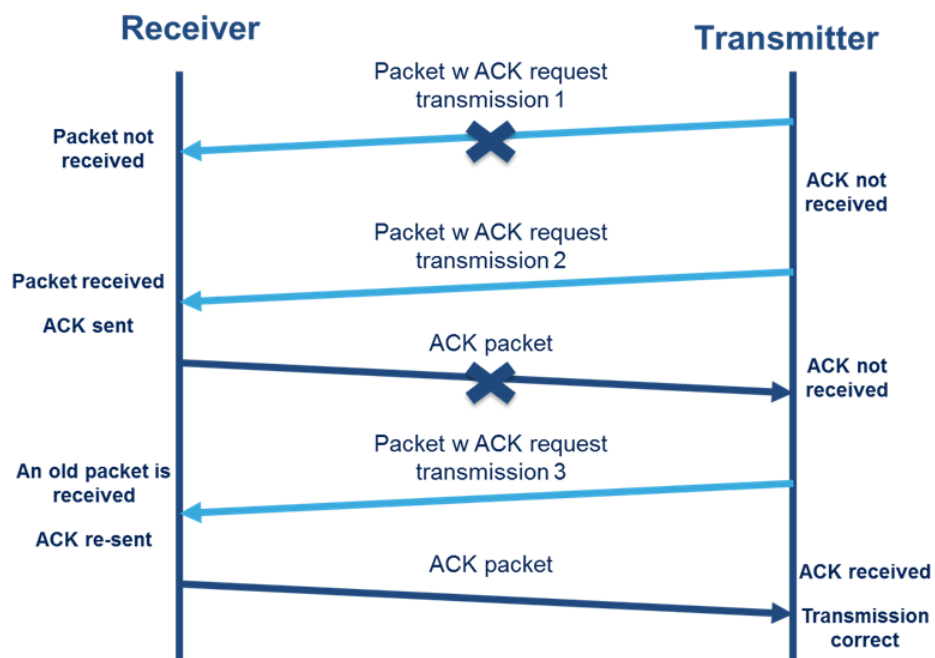 Receiver
Transmitter
Packet w ACK request
transmission 1
Packet not
received
ACK not
received
Packet w ACK request
transmission 2
Packet received
ACK sent
ACK packet
ACK not
received
Packet w ACK request
transmission 3
An old packet is
received
ACK re-sent
ACK packet
ACK received
Transmission
correct